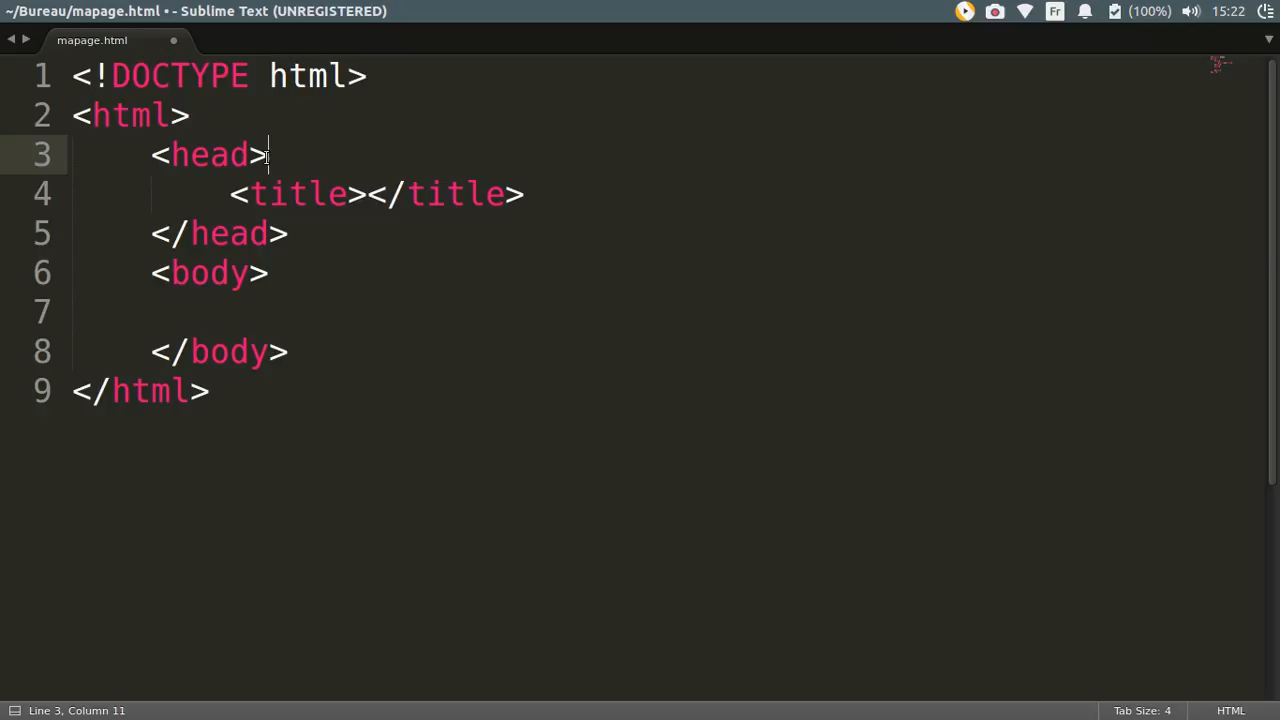 ~/Bureau/mapage.html • - Sublime Text (UNREGISTERED)
Fr
(100%)
15:22
mapage.html
1 <!DOCTYPE html>
2 <html>
3 <head>
4 <title></title>
5 </head>
6 <body>
7
8 </body>
9 </html>
Line 3, Column 11
Tab Size: 4
HTML